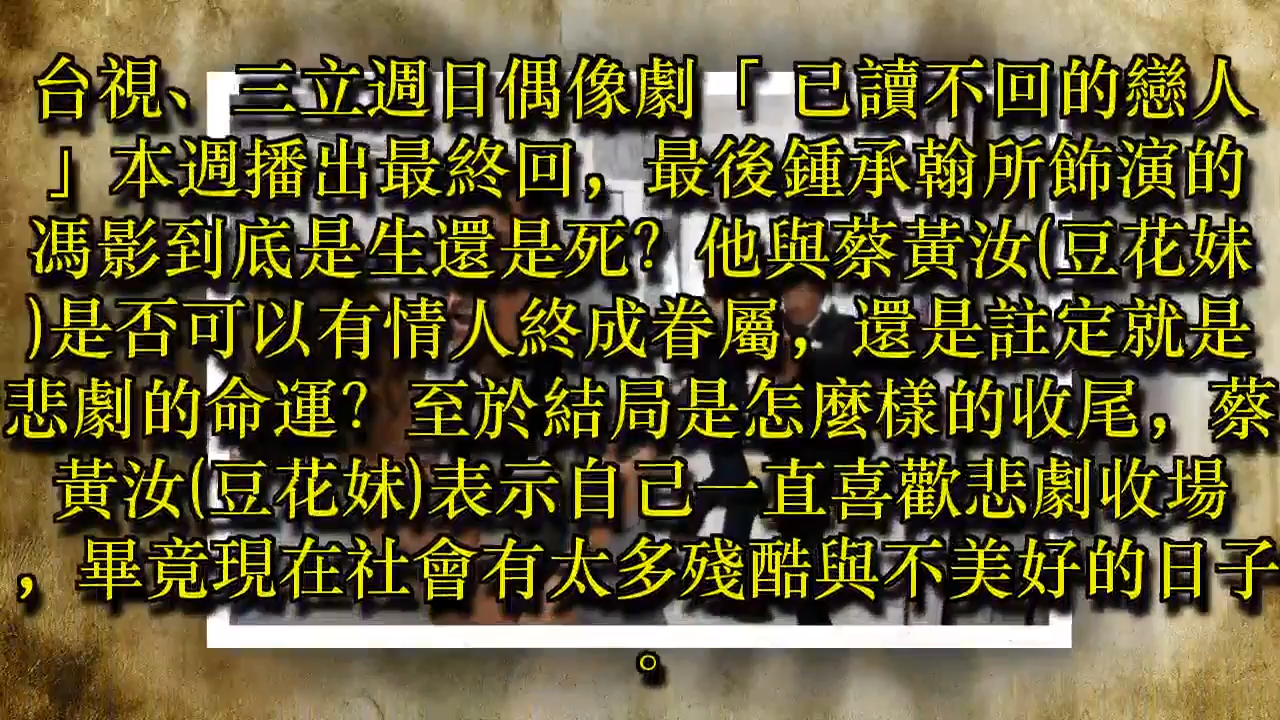 台視、三立週日偶像劇「 已讀不回的戀人
」本週播出最終回，最後鍾承翰所飾演的
馮影到底是生還是死？他與蔡黃汝(豆花妹
)是否可以有情人終成眷屬，還是註定就是
悲劇的命運？至於結局是怎麼樣的收尾，蔡
黃汝(豆花妹)表示自己一直喜歡悲劇收場
，畢竟現在社會有太多殘酷與不美好的日子
。